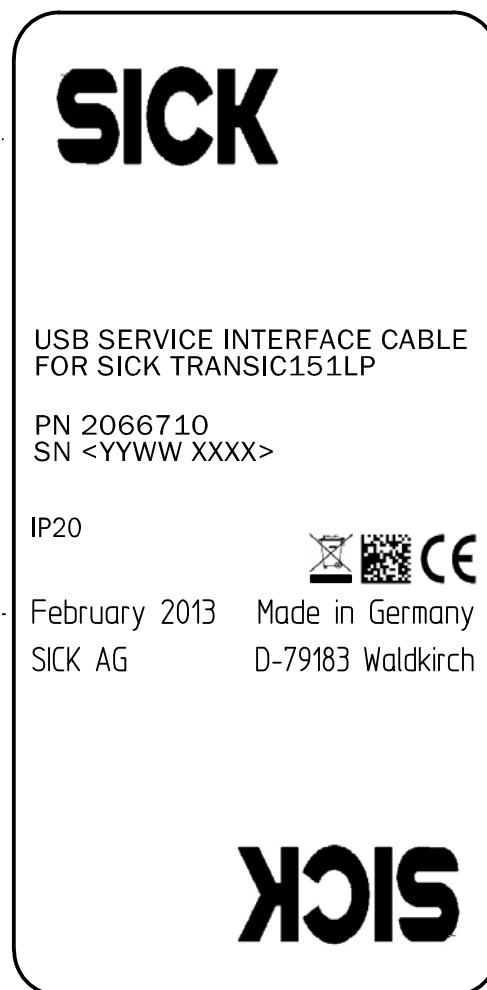 SICK
USB SERVICE INTERFACE CABLE
FOR SICK TRANSIC151LP
PN 2066710
SN <YYWW XXXX>
IP20
CE
February 2013 Made in Germany
SICK AG D-79183 Waldkirch
SICK